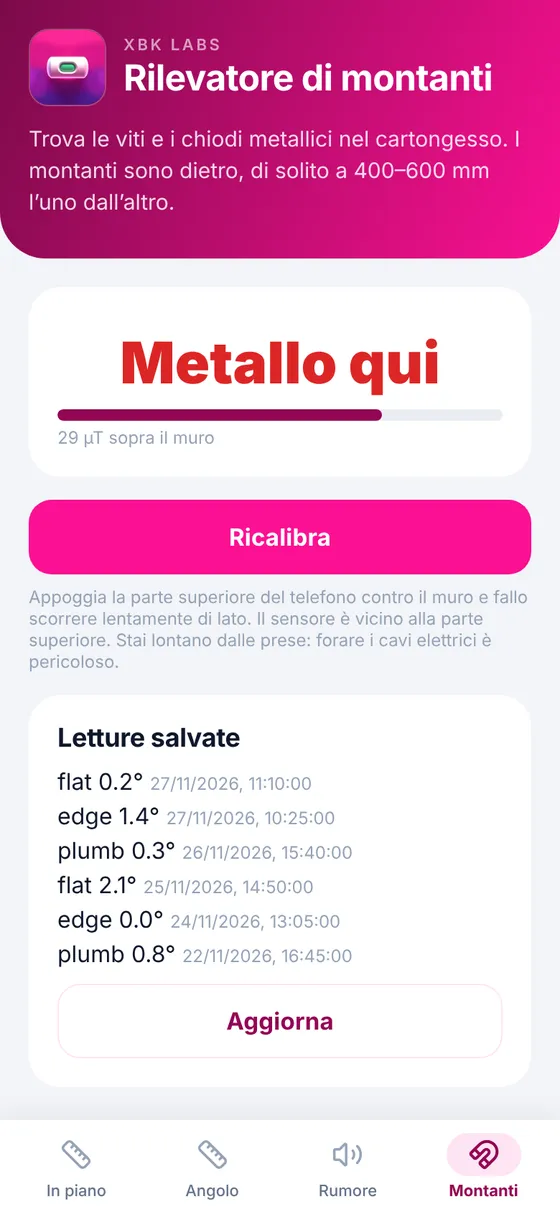 XBK LABS
Rilevatore di montanti
Trova le viti e i chiodi metallici nel cartongesso. I
montanti sono dietro, di solito a 400–600 mm
l’uno dall’altro.
Metallo qui
29 µT sopra il muro
Ricalibra
Appoggia la parte superiore del telefono contro il muro e fallo
scorrere lentamente di lato. Il sensore è vicino alla parte
superiore. Stai lontano dalle prese: forare i cavi elettrici è
pericoloso.
Letture salvate
flat 0.2° 27/11/2026, 11:10:00
edge 1.4° 27/11/2026, 10:25:00
plumb 0.3° 26/11/2026, 15:40:00
flat 2.1° 25/11/2026, 14:50:00
edge 0.0° 24/11/2026, 13:05:00
plumb 0.8° 22/11/2026, 16:45:00
Aggiorna
In piano
Angolo
Rumore
Montanti